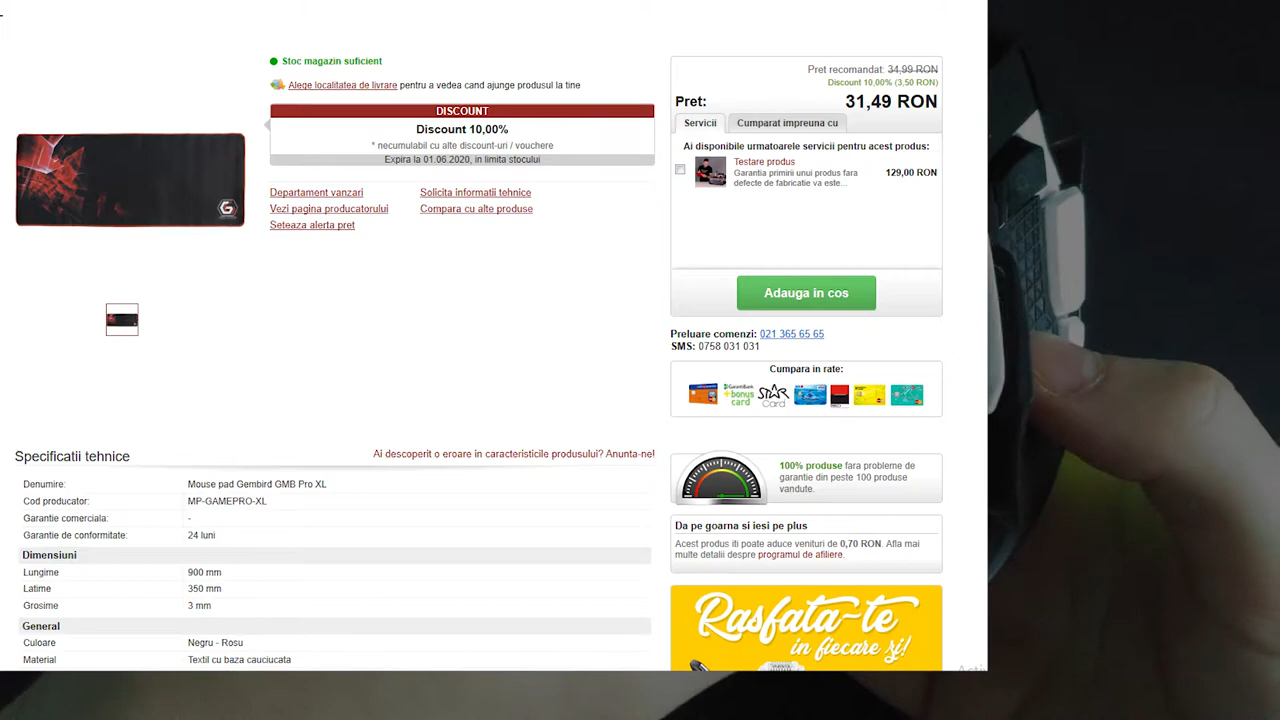 Stoc magazin suficient
Alege localitatea de livrare pentru a vedea cand ajunge produsul la tine
DISCOUNT
Discount 10,00%
* necumulabil cu alte discount-uri / vouchere
Expira la 01.06.2020, in limita stocului
Departament vanzari
Solicita informatii tehnice
Vezi pagina producatorului
Compara cu alte produse
Seteaza alerta pret
Pret recomandat: 34,99 RON
Discount 10,00% (3,50 RON)
Pret: 31,49 RON
Servicii
Cumparat impreuna cu
Ai disponibile urmatoarele servicii pentru acest produs:
Testare produs
Garantia primirii unui produs fara
defecte de fabricatie va este...
129,00 RON
Adauga in cos
Preluare comenzi: 021 365 65 65
SMS: 0758 031 031
Cumpara in rate:
GarantiBank
bonus
card
STAR
Card
Specificatii tehnice
Ai descoperit o eroare in caracteristicile produsului? Anunta-ne!
Denumire: Mouse pad Gembird GMB Pro XL
Cod producator: MP-GAMEPRO-XL
Garantie comerciala: -
Garantie de conformitate: 24 luni
Dimensiuni
Lungime 900 mm
Latime 350 mm
Grosime 3 mm
General
Culoare Negru - Rosu
Material Textil cu baza cauciucata
100% produse fara probleme de
garantie din peste 100 produse
vandute.
Da pe goarna si iesi pe plus
Acest produs iti poate aduce venituri de 0,70 RON. Afla mai
multe detalii despre programul de afiliere.
Rasfata-te
in fiecare zi!